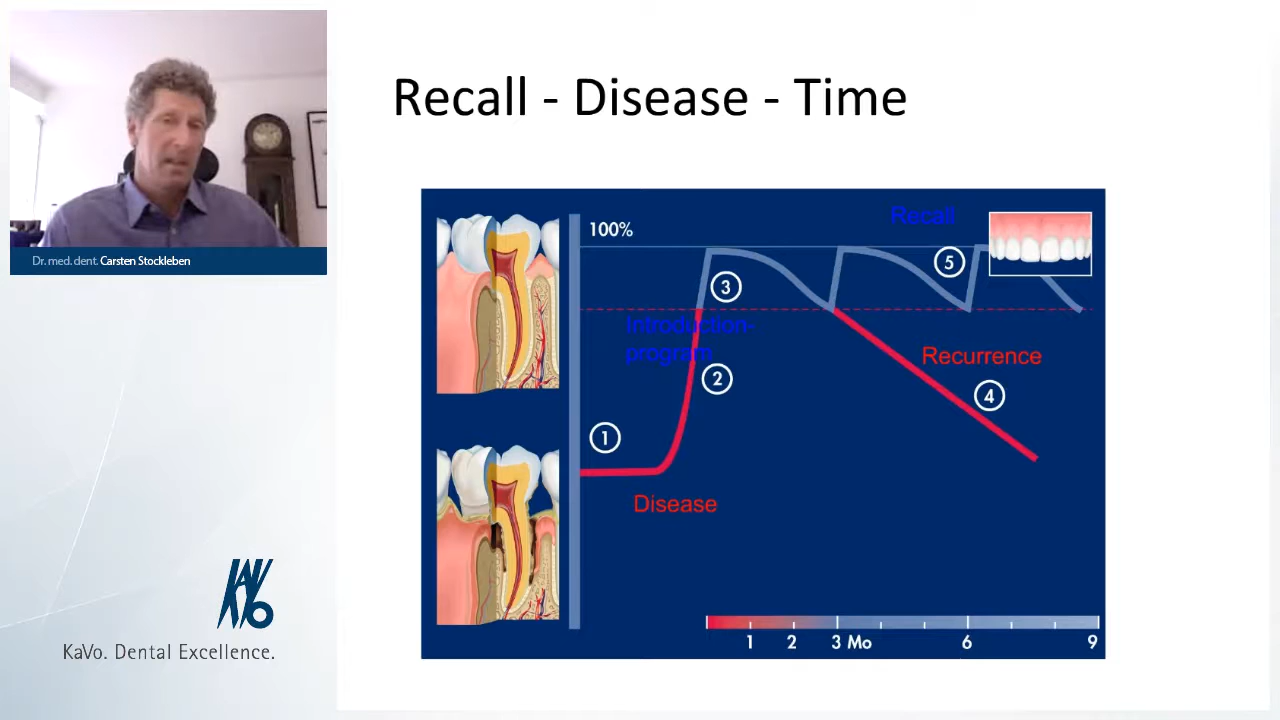 Recall - Disease - Time
Dr. med. dent. Carsten Stockleben
100%
Recall
5
3
Introduction-
program
2
Recurrence
4
1
Disease
1 2 3 Mo 6 9
KAVO
KaVo. Dental Excellence.